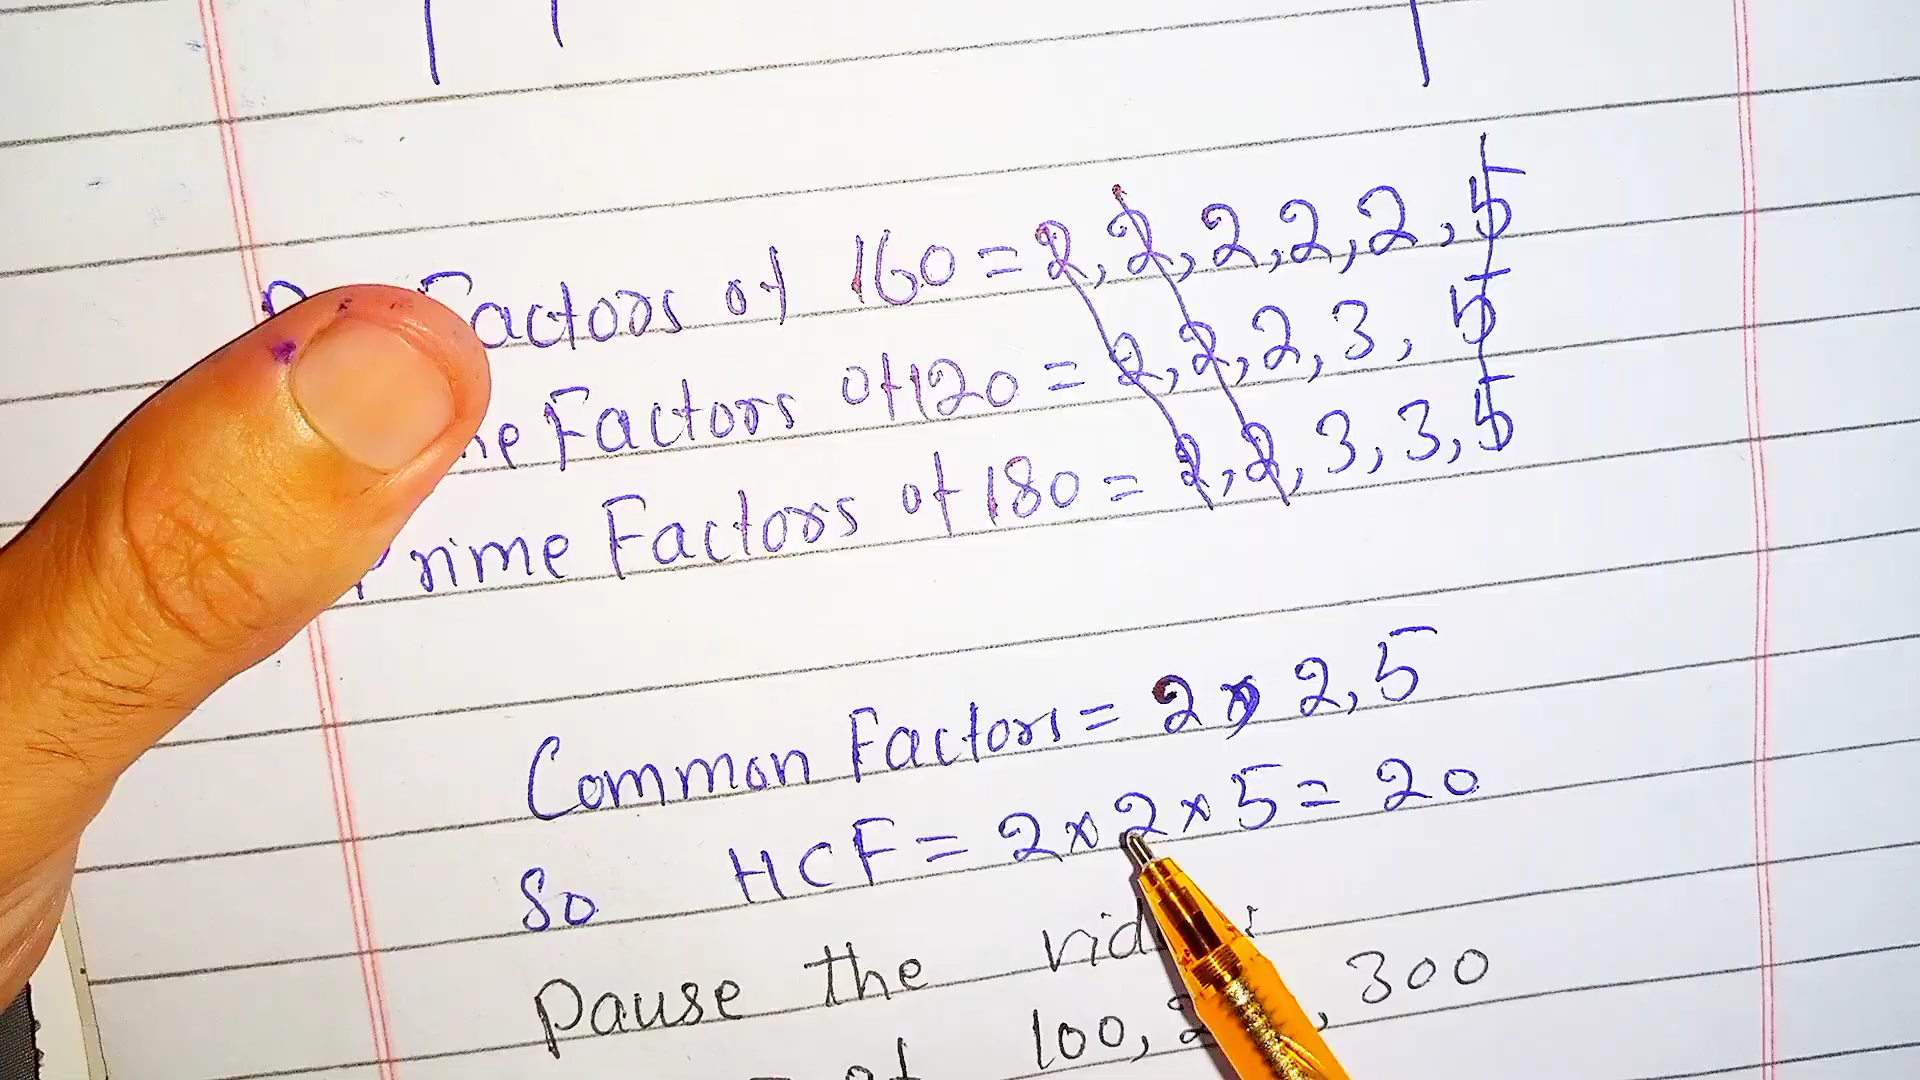 Factors of 160 = 2, 2, 2, 2, 2, 5
Factors of 120 = 2, 2, 2, 3, 5
Prime Factors of 180 = 2, 2, 3, 3, 5
Common Factors = 2, 2, 5
So HCF = 2 × 2 × 5 = 20
Pause the
of 100, 300